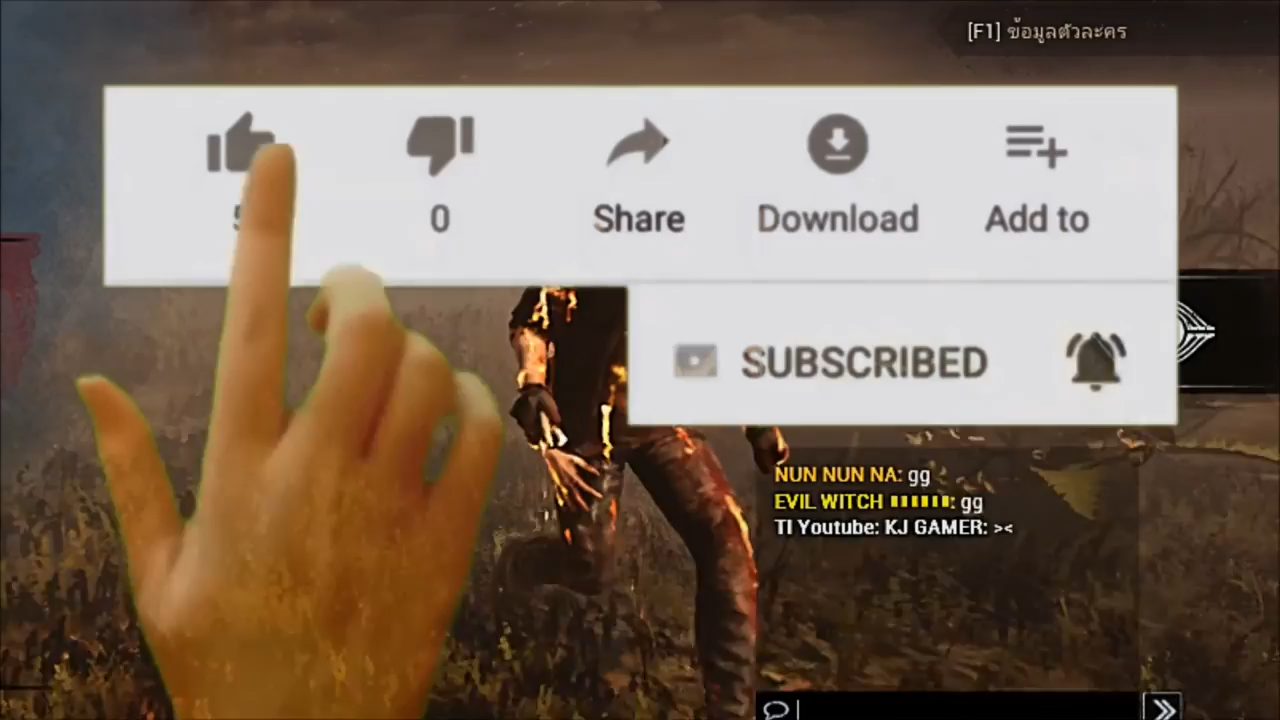 [F1] ข้อมูลตัวละคร
0
Share
Download
Add to
SUBSCRIBED
NUN NUN NA: gg
EVIL WITCH ▮▮▮▮▮▮: gg
TI Youtube: KJ GAMER: ><